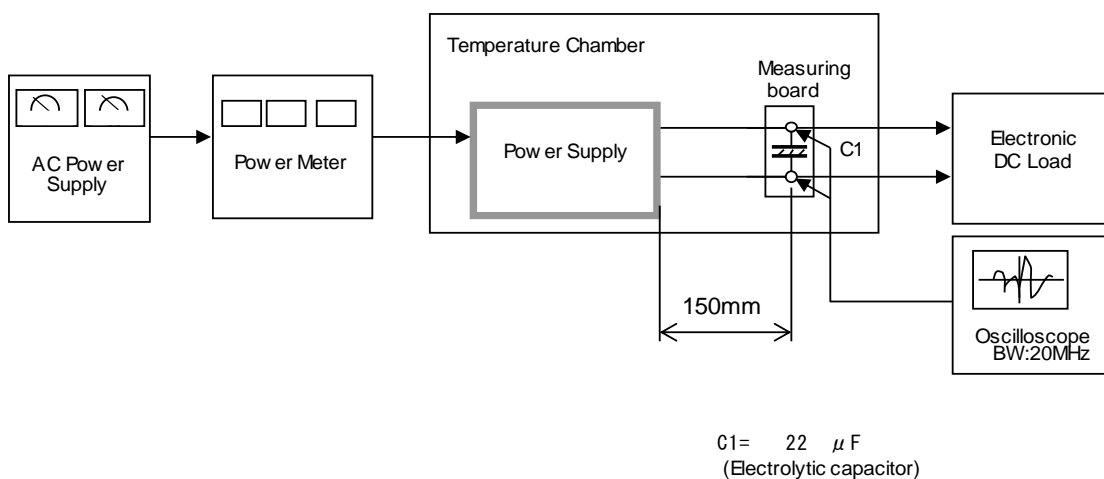 Temperature Chamber
Measuring
board
AC Power
Supply
Power Meter
Power Supply
C1
Electronic
DC Load
150mm
Oscilloscope
BW:20MHz
C1= 22 μF
(Electrolytic capacitor)